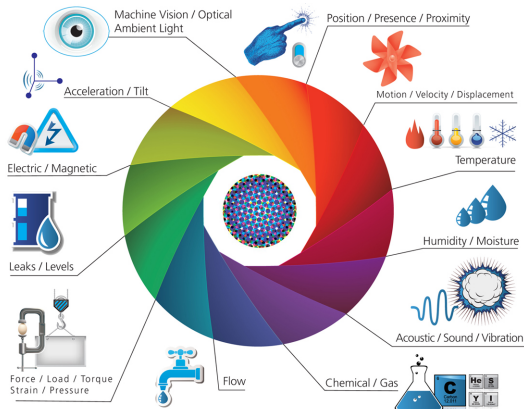 Machine Vision / Optical
Ambient Light
Position / Presence / Proximity
Acceleration / Tilt
Motion / Velocity / Displacement
Electric / Magnetic
Temperature
Leaks / Levels
Humidity / Moisture
Force / Load / Torque
Strain / Pressure
Flow
Chemical / Gas
Acoustic / Sound / Vibration
C
He S
Y I